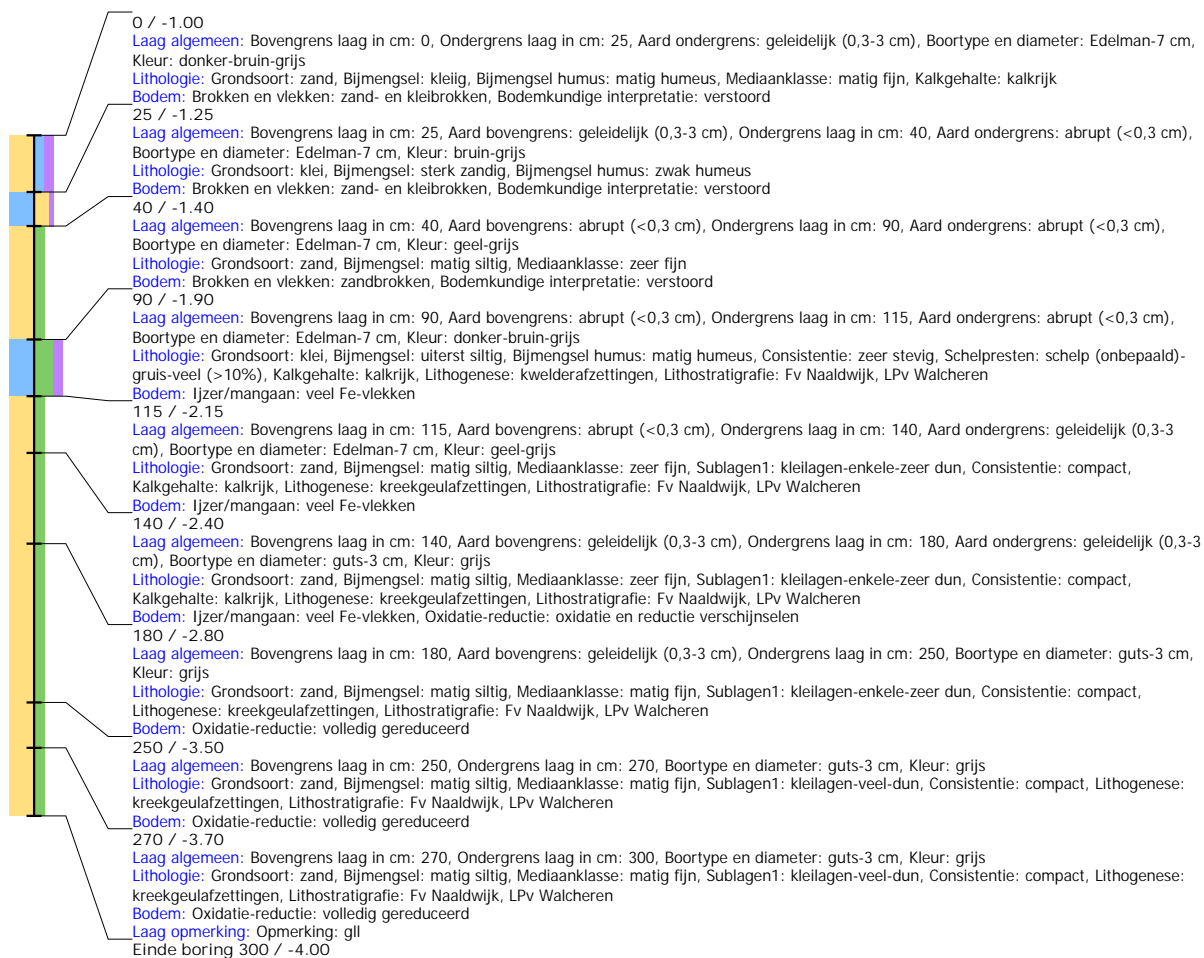 0 / -1.00
Laag algemeen: Bovengrens laag in cm: 0, Ondergrens laag in cm: 25, Aard ondergrens: geleidelijk (0,3-3 cm), Boortype en diameter: Edelman-7 cm,
Kleur: donker-bruin-grijs
Lithologie: Grondsoort: zand, Bijmengsel: kleiig, Bijmengsel humus: matig humeus, Mediaanklasse: matig fijn, Kalkgehalte: kalkrijk
Bodem: Brokken en vlekken: zand- en kleibrokken, Bodemkundige interpretatie: verstoord
25 / -1.25
Laag algemeen: Bovengrens laag in cm: 25, Aard bovengrens: geleidelijk (0,3-3 cm), Ondergrens laag in cm: 40, Aard ondergrens: abrupt (<0,3 cm),
Boortype en diameter: Edelman-7 cm, Kleur: bruin-grijs
Lithologie: Grondsoort: klei, Bijmengsel: sterk zandig, Bijmengsel humus: zwak humeus
Bodem: Brokken en vlekken: zand- en kleibrokken, Bodemkundige interpretatie: verstoord
40 / -1.40
Laag algemeen: Bovengrens laag in cm: 40, Aard bovengrens: abrupt (<0,3 cm), Ondergrens laag in cm: 90, Aard ondergrens: abrupt (<0,3 cm),
Boortype en diameter: Edelman-7 cm, Kleur: geel-grijs
Lithologie: Grondsoort: zand, Bijmengsel: matig siltig, Mediaanklasse: zeer fijn
Bodem: Brokken en vlekken: zandbrokken, Bodemkundige interpretatie: verstoord
90 / -1.90
Laag algemeen: Bovengrens laag in cm: 90, Aard bovengrens: abrupt (<0,3 cm), Ondergrens laag in cm: 115, Aard ondergrens: abrupt (<0,3 cm),
Boortype en diameter: Edelman-7 cm, Kleur: donker-bruin-grijs
Lithologie: Grondsoort: klei, Bijmengsel: uiterst siltig, Bijmengsel humus: matig humeus, Consistentie: zeer stevig, Schelpresten: schelp (onbepaald)-
gruis-veel (>10%), Kalkgehalte: kalkrijk, Lithogenese: kwelderafzettingen, Lithostratigrafie: Fv Naaldwijk, LPv Walcheren
Bodem: Ijzer/mangaan: veel Fe-vlekken
115 / -2.15
Laag algemeen: Bovengrens laag in cm: 115, Aard bovengrens: abrupt (<0,3 cm), Ondergrens laag in cm: 140, Aard ondergrens: geleidelijk (0,3-3
cm), Boortype en diameter: Edelman-7 cm, Kleur: geel-grijs
Lithologie: Grondsoort: zand, Bijmengsel: matig siltig, Mediaanklasse: zeer fijn, Sublagen1: kleilagen-enkele-zeer dun, Consistentie: compact,
Kalkgehalte: kalkrijk, Lithogenese: kreekgeulafzettingen, Lithostratigrafie: Fv Naaldwijk, LPv Walcheren
Bodem: Ijzer/mangaan: veel Fe-vlekken
140 / -2.40
Laag algemeen: Bovengrens laag in cm: 140, Aard bovengrens: geleidelijk (0,3-3 cm), Ondergrens laag in cm: 180, Aard ondergrens: geleidelijk (0,3-3
cm), Boortype en diameter: guts-3 cm, Kleur: grijs
Lithologie: Grondsoort: zand, Bijmengsel: matig siltig, Mediaanklasse: zeer fijn, Sublagen1: kleilagen-enkele-zeer dun, Consistentie: compact,
Kalkgehalte: kalkrijk, Lithogenese: kreekgeulafzettingen, Lithostratigrafie: Fv Naaldwijk, LPv Walcheren
Bodem: Ijzer/mangaan: veel Fe-vlekken, Oxidatie-reductie: oxidatie en reductie verschijnselen
180 / -2.80
Laag algemeen: Bovengrens laag in cm: 180, Aard bovengrens: geleidelijk (0,3-3 cm), Ondergrens laag in cm: 250, Boortype en diameter: guts-3 cm,
Kleur: grijs
Lithologie: Grondsoort: zand, Bijmengsel: matig siltig, Mediaanklasse: matig fijn, Sublagen1: kleilagen-enkele-zeer dun, Consistentie: compact,
Lithogenese: kreekgeulafzettingen, Lithostratigrafie: Fv Naaldwijk, LPv Walcheren
Bodem: Oxidatie-reductie: volledig gereduceerd
250 / -3.50
Laag algemeen: Bovengrens laag in cm: 250, Ondergrens laag in cm: 270, Boortype en diameter: guts-3 cm, Kleur: grijs
Lithologie: Grondsoort: zand, Bijmengsel: matig siltig, Mediaanklasse: matig fijn, Sublagen1: kleilagen-veel-dun, Consistentie: compact, Lithogenese:
kreekgeulafzettingen, Lithostratigrafie: Fv Naaldwijk, LPv Walcheren
Bodem: Oxidatie-reductie: volledig gereduceerd
270 / -3.70
Laag algemeen: Bovengrens laag in cm: 270, Ondergrens laag in cm: 300, Boortype en diameter: guts-3 cm, Kleur: grijs
Lithologie: Grondsoort: zand, Bijmengsel: matig siltig, Mediaanklasse: matig fijn, Sublagen1: kleilagen-veel-dun, Consistentie: compact, Lithogenese:
kreekgeulafzettingen, Lithostratigrafie: Fv Naaldwijk, LPv Walcheren
Bodem: Oxidatie-reductie: volledig gereduceerd
Laag opmerking: Opmerking: gll
Einde boring 300 / -4.00